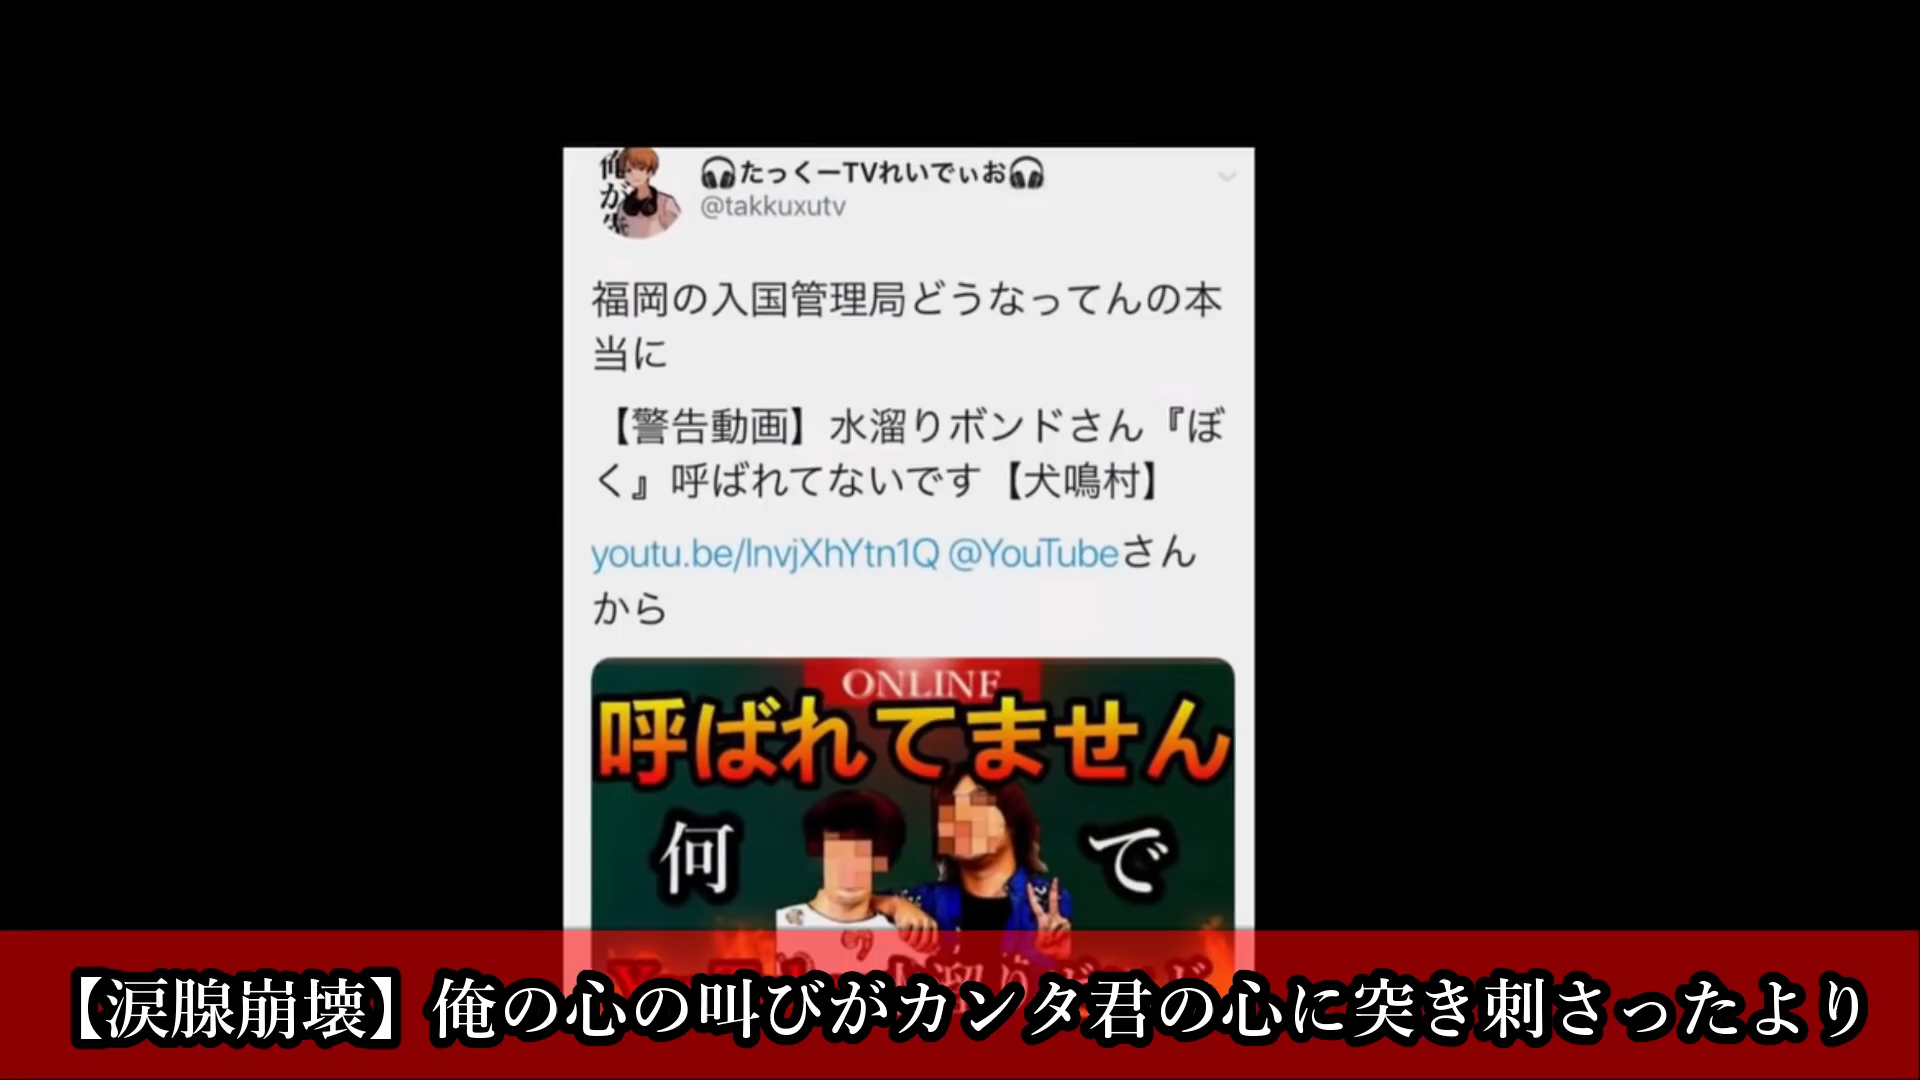 俺が
🎧たっくーTVれいでぃお🎧
@takkuxutv
福岡の入国管理局どうなってんの本
当に
【警告動画】水溜りボンドさん『ぼ
く』呼ばれてないです【犬鳴村】
youtu.be/lnvjXhYtn1Q @YouTubeさん
から
ONLINE
呼ばれてません
何 で
【涙腺崩壊】俺の心の叫びがカンタ君の心に突き刺さったより